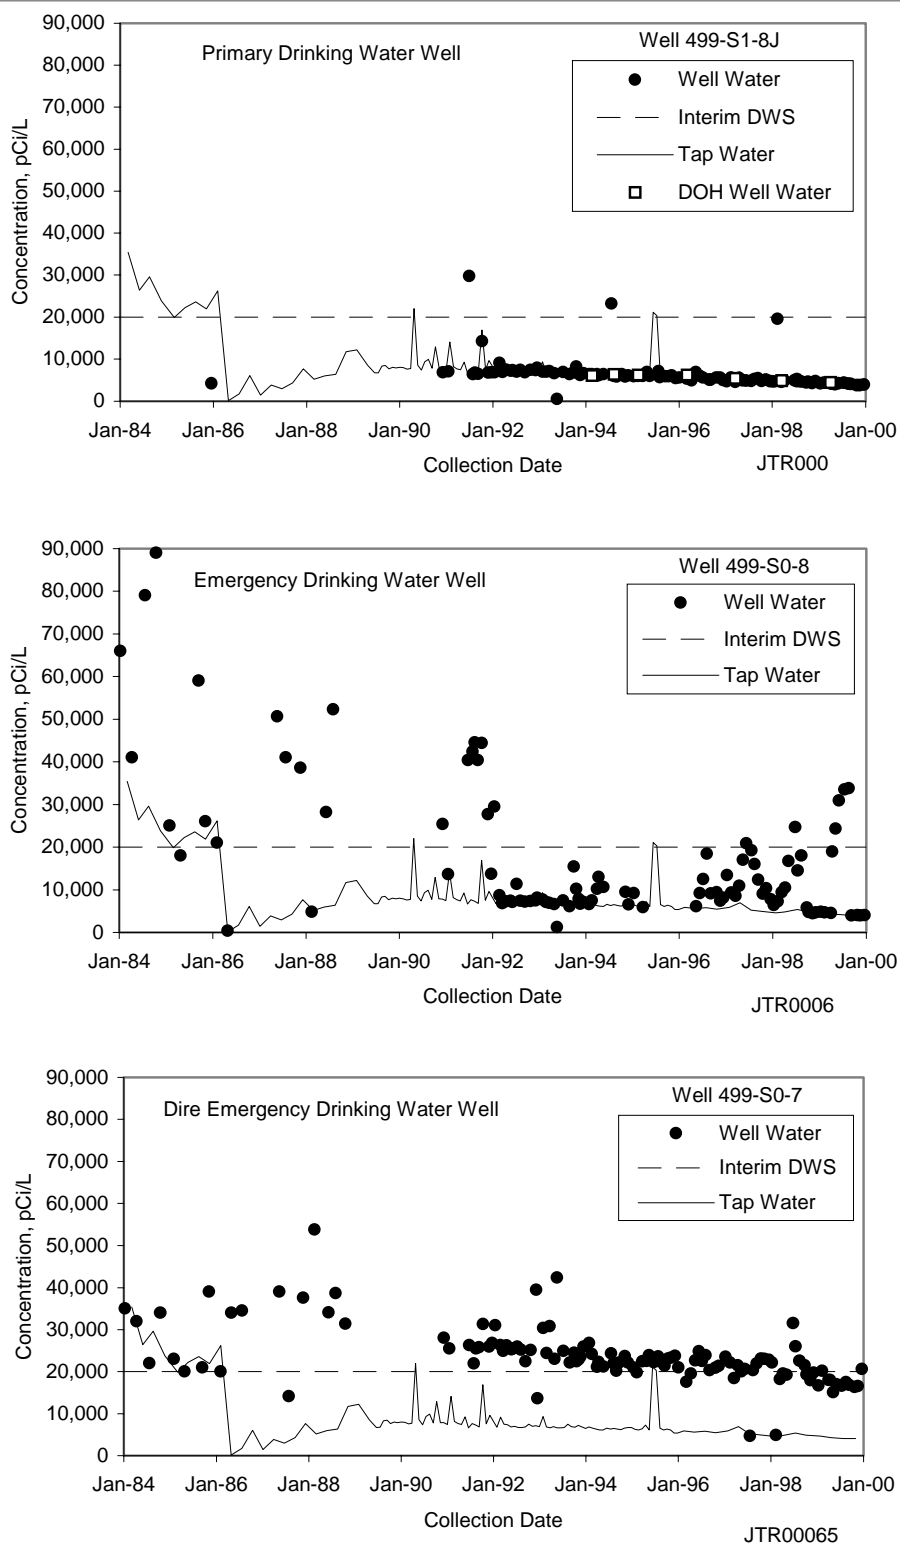 90,000
80,000
70,000
60,000
50,000
40,000
30,000
20,000
10,000
0
Concentration, pCi/L
Primary Drinking Water Well
Well 499-S1-8J
Well Water
Interim DWS
Tap Water
DOH Well Water
Jan-84 Jan-86 Jan-88 Jan-90 Jan-92 Jan-94 Jan-96 Jan-98 Jan-00
Collection Date
JTR000
90,000
80,000
70,000
60,000
50,000
40,000
30,000
20,000
10,000
0
Concentration, pCi/L
Emergency Drinking Water Well
Well 499-S0-8
Well Water
Interim DWS
Tap Water
Jan-84 Jan-86 Jan-88 Jan-90 Jan-92 Jan-94 Jan-96 Jan-98 Jan-00
Collection Date
JTR0006
90,000
80,000
70,000
60,000
50,000
40,000
30,000
20,000
10,000
0
Concentration, pCi/L
Dire Emergency Drinking Water Well
Well 499-S0-7
Well Water
Interim DWS
Tap Water
Jan-84 Jan-86 Jan-88 Jan-90 Jan-92 Jan-94 Jan-96 Jan-98 Jan-00
Collection Date
JTR00065